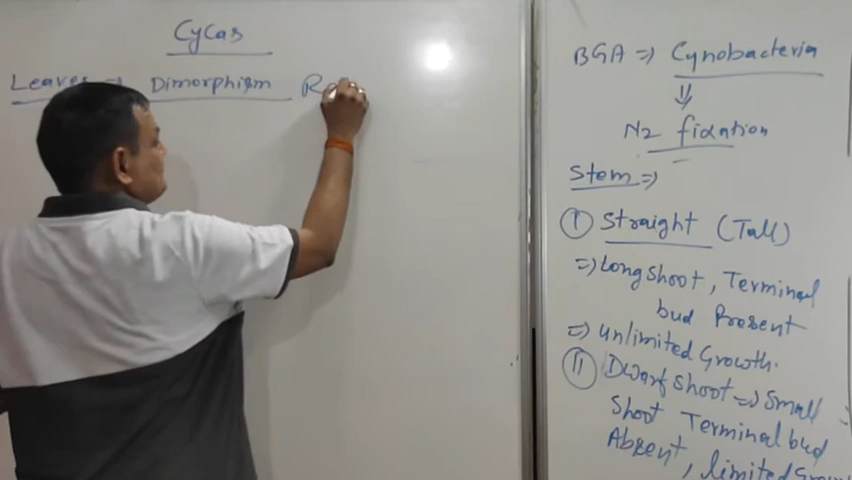 Cycas
Leaves → Dimorphism R
BGA ⇒ Cynobacteria
⇓
N2 fixation
Stem ⇒
I Straight (Tall)
⇒ Long Shoot, Terminal
bud Present
⇒ Unlimited Growth.
II Dwarf Shoot ⇒ Small
Shoot Terminal bud
Absent, limited